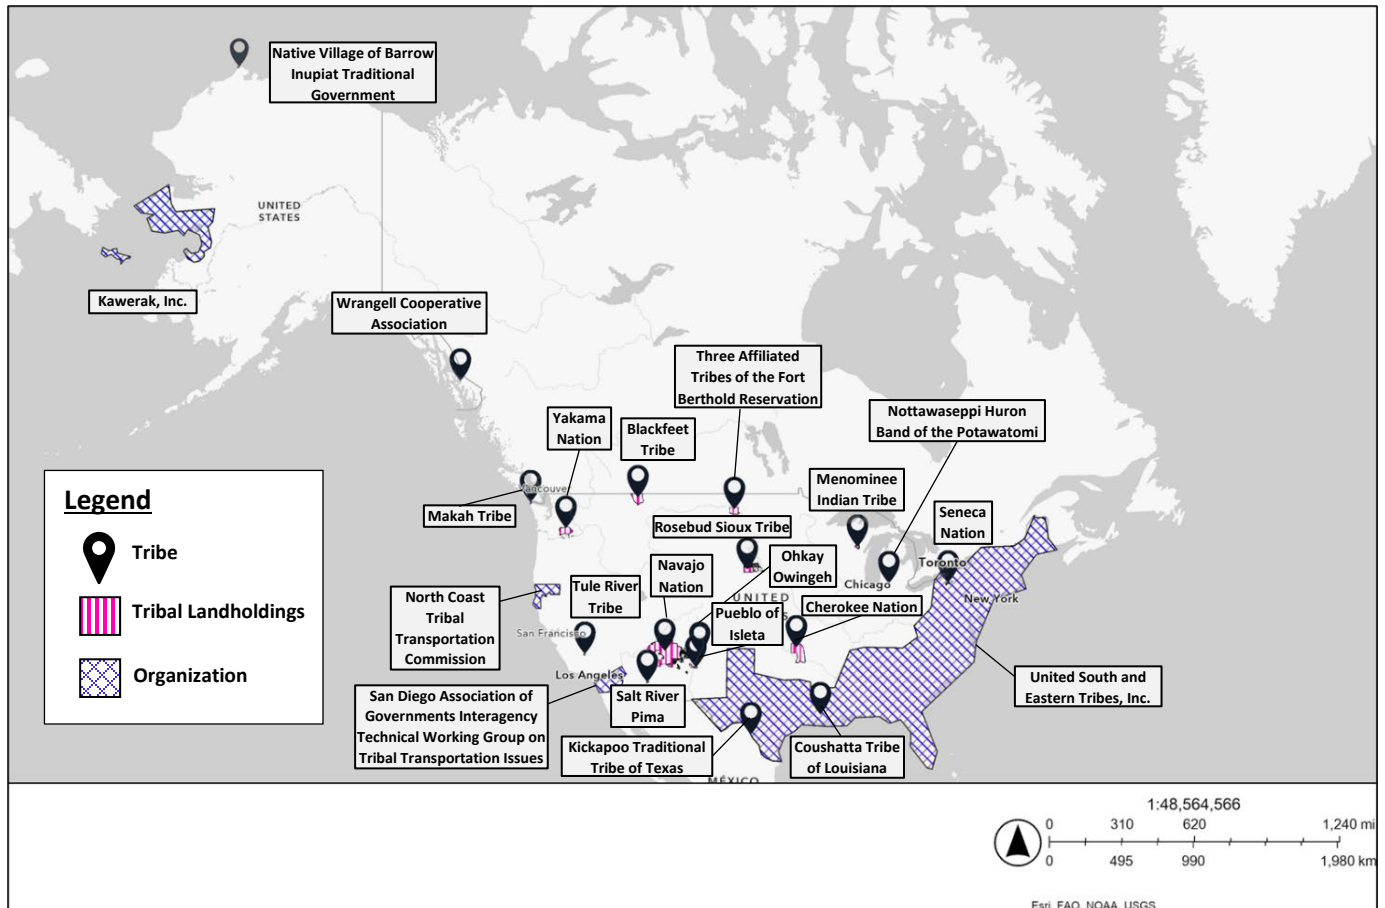 Native Village of Barrow
Inupiat Traditional
Government
UNITED
STATES
Kawerak, Inc.
Wrangell Cooperative
Association
Three Affiliated
Tribes of the Fort
Berthold Reservation
Nottawaseppi Huron
Band of the Potawatomi
Yakama
Nation
Blackfeet
Tribe
Menominee
Indian Tribe
Seneca
Nation
Vancouver
Makah Tribe
Rosebud Sioux Tribe
Ohkay
Owingeh
Toronto
Chicago
New York
Legend
Tribe
Tribal Landholdings
Organization
North Coast
Tribal
Transportation
Commission
Tule River
Tribe
Navajo
Nation
UNITED
S
Pueblo of
Isleta
Cherokee Nation
San Francisco
Los Angeles
San Diego Association of
Governments Interagency
Technical Working Group on
Tribal Transportation Issues
Salt River
Pima
Kickapoo Traditional
Tribe of Texas
Coushatta Tribe
of Louisiana
United South and
Eastern Tribes, Inc.
MÉXICO
1:48,564,566
0 310 620 1,240 mi
0 495 990 1,980 km
Esri, FAO, NOAA, USGS